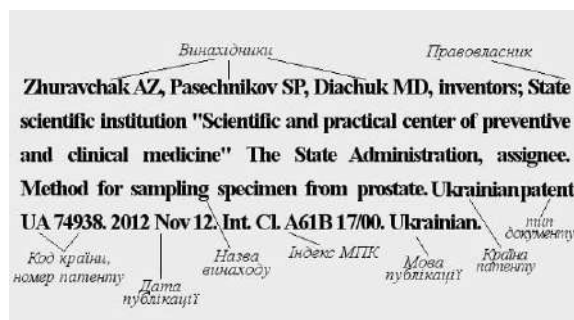 Винахідники Правовласник
Zhuravchak AZ, Pasechnikov SP, Diachuk MD, inventors; State
scientific institution "Scientific and practical center of preventive
and clinical medicine" The State Administration, assignee.
Method for sampling specimen from prostate. Ukrainian patent
UA 74938. 2012 Nov 12. Int. Cl. A61B 17/00. Ukrainian.
тип
документу
Код країни,
номер патенту
Дата
публікації
Назва
винаходу
Індекс МПК
Мова
публікації
Країна
патенту